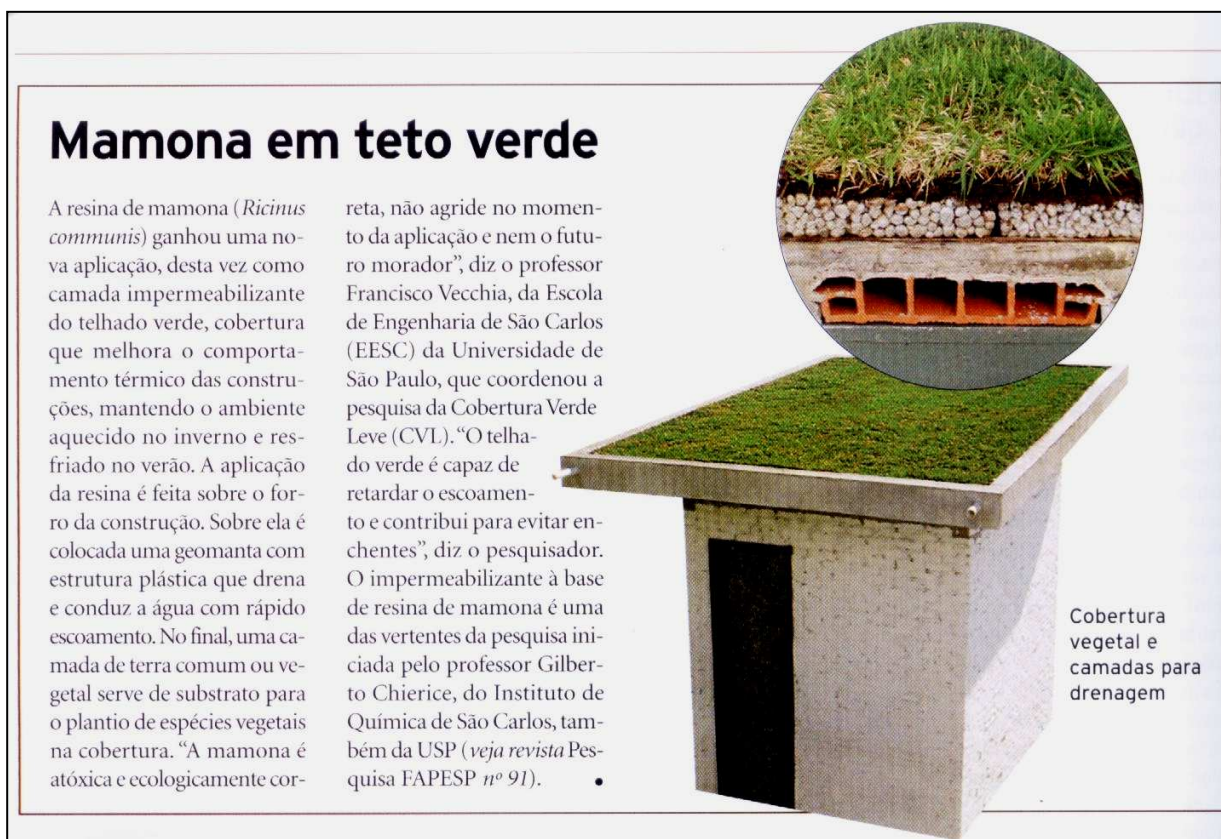 Mamona em teto verde
A resina de mamona (Ricinus
communis) ganhou uma no-
va aplicação, desta vez como
camada impermeabilizante
do telhado verde, cobertura
que melhora o comporta-
mento térmico das constru-
ções, mantendo o ambiente
aquecido no inverno e res-
friado no verão. A aplicação
da resina é feita sobre o for-
ro da construção. Sobre ela é
colocada uma geomanta com
estrutura plástica que drena
e conduz a água com rápido
escoamento. No final, uma ca-
mada de terra comum ou ve-
getal serve de substrato para
o plantio de espécies vegetais
na cobertura. “A mamona é
atóxica e ecologicamente cor-
reta, não agride no momen-
to da aplicação e nem o futu-
ro morador”, diz o professor
Francisco Vecchia, da Escola
de Engenharia de São Carlos
(EESC) da Universidade de
São Paulo, que coordenou a
pesquisa da Cobertura Verde
Leve (CVL). “O telha-
do verde é capaz de
retardar o escoamen-
to e contribui para evitar en-
chentes”, diz o pesquisador.
O impermeabilizante à base
de resina de mamona é uma
das vertentes da pesquisa ini-
ciada pelo professor Gilber-
to Chierice, do Instituto de
Química de São Carlos, tam-
bém da USP (veja revista Pes-
quisa FAPESP nº 91). •
Cobertura
vegetal e
camadas para
drenagem